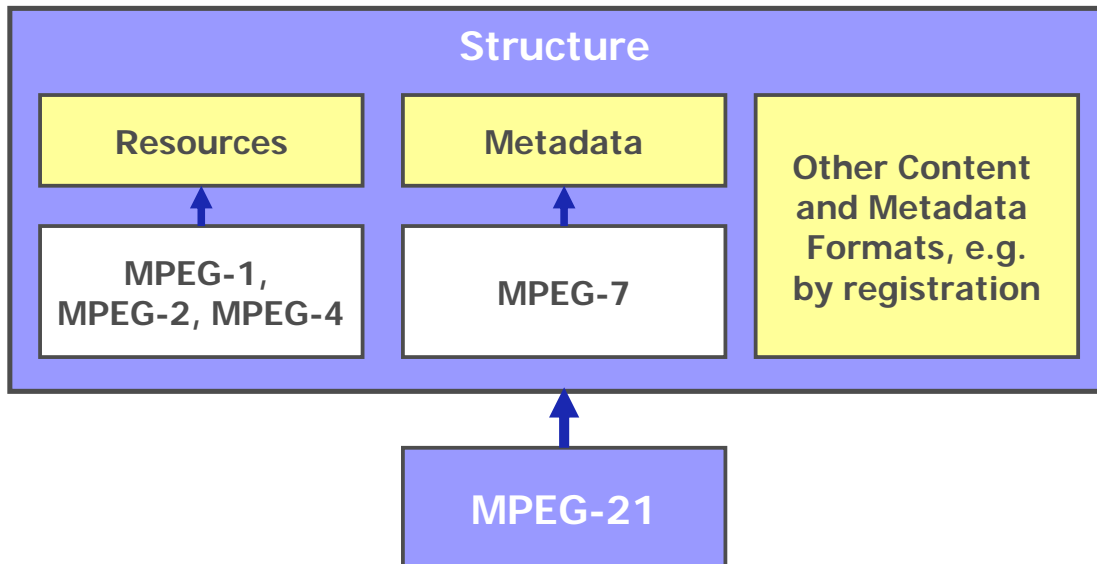 Structure
Resources
Metadata
Other Content
and Metadata
Formats, e.g.
by registration
MPEG-1,
MPEG-2, MPEG-4
MPEG-7
MPEG-21